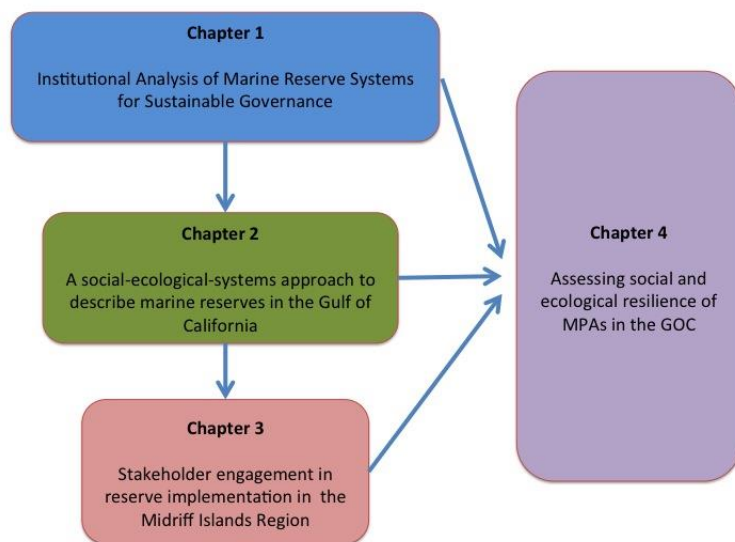 Chapter 1
Institutional Analysis of Marine Reserve Systems
for Sustainable Governance
Chapter 2
A social-ecological-systems approach to
describe marine reserves in the Gulf of
California
Chapter 3
Stakeholder engagement in
reserve implementation in the
Midriff Islands Region
Chapter 4
Assessing social and
ecological resilience of
MPAs in the GOC